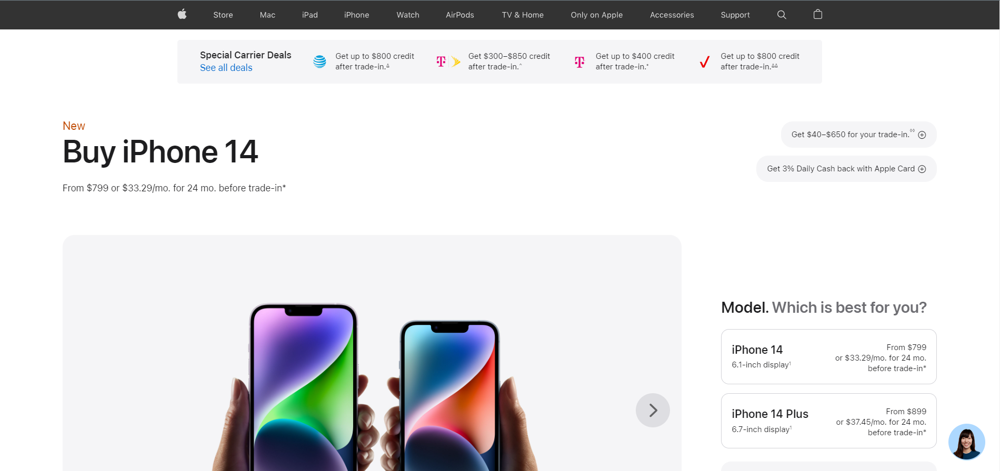 Store
Mac
iPad
iPhone
Watch
AirPods
TV & Home
Only on Apple
Accessories
Support
Special Carrier Deals
See all deals
Get up to $800 credit
after trade-in.∆
Get $300–$850 credit
after trade-in.^
Get up to $400 credit
after trade-in.°
Get up to $800 credit
after trade-in.∆∆
New
Buy iPhone 14
From $799 or $33.29/mo. for 24 mo. before trade-in*
Get $40–$650 for your trade-in.◊◊
Get 3% Daily Cash back with Apple Card
Model. Which is best for you?
iPhone 14
6.1-inch display¹
From $799
or $33.29/mo. for 24 mo.
before trade-in*
iPhone 14 Plus
6.7-inch display¹
From $899
or $37.45/mo. for 24 mo.
before trade-in*